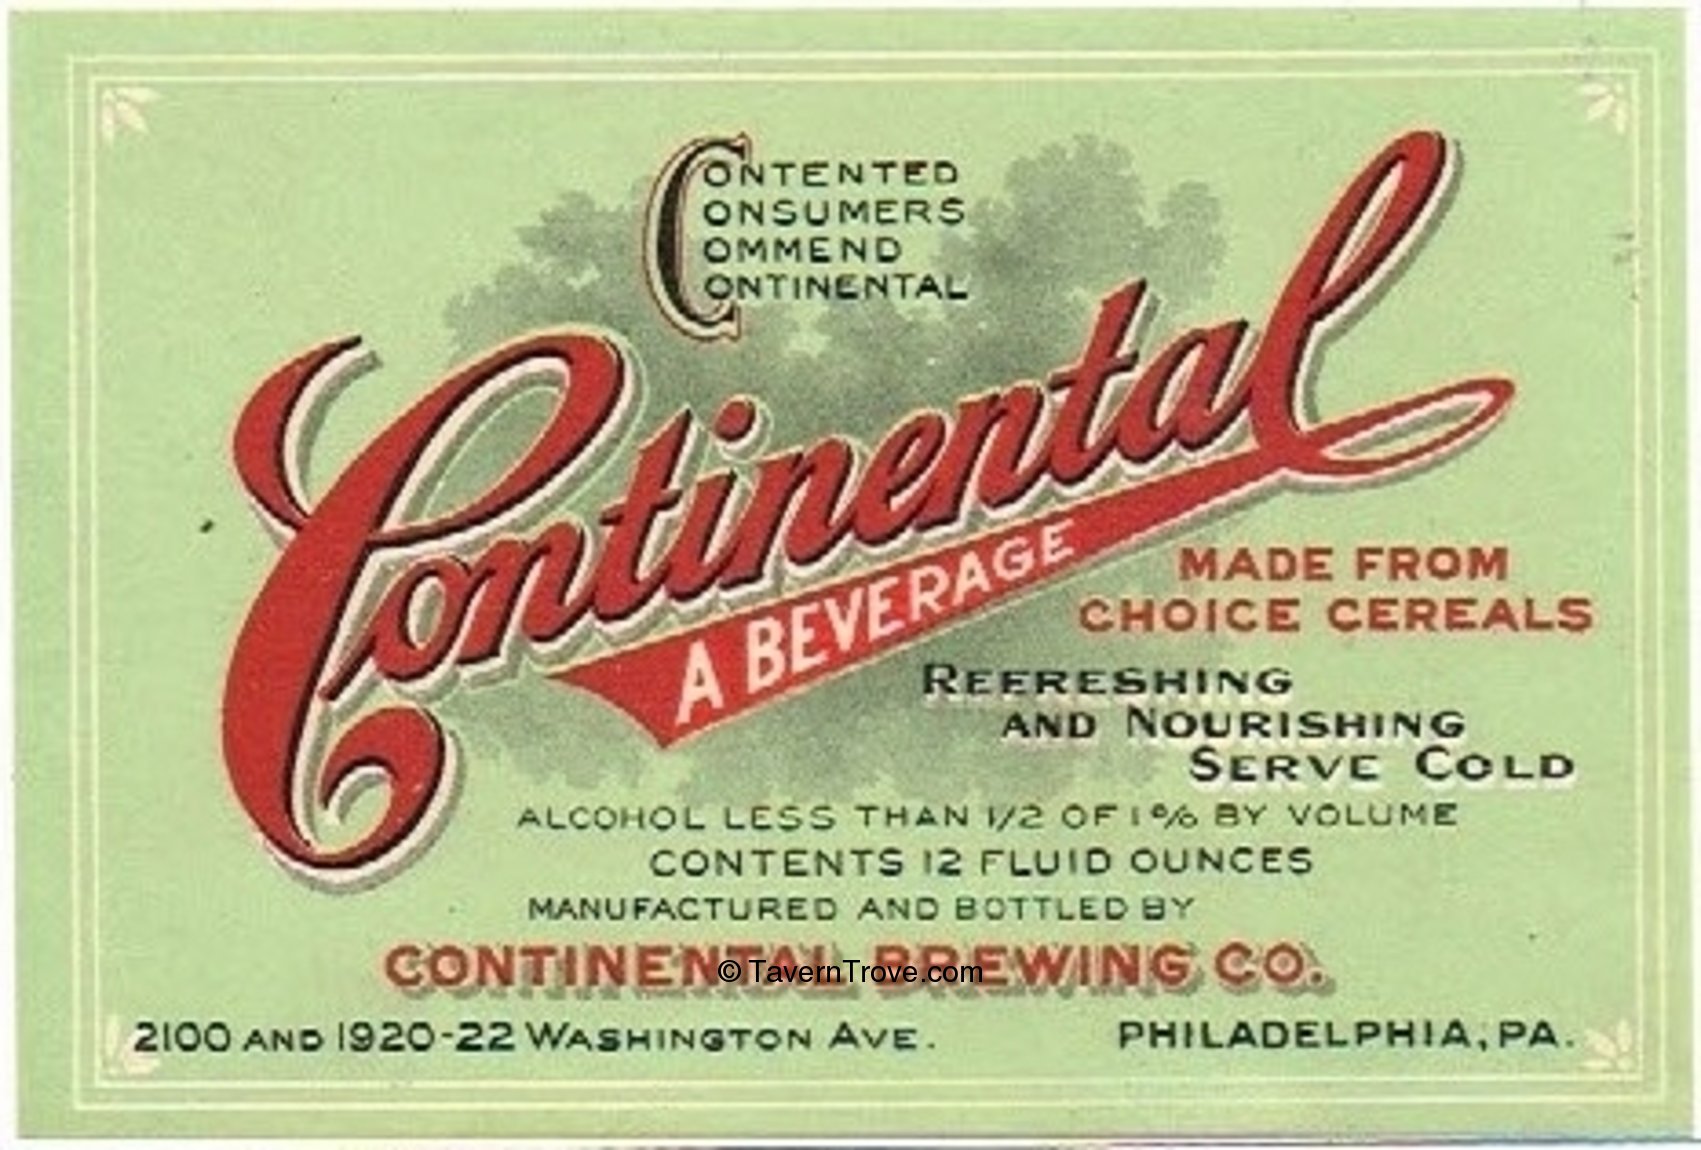 CONTENTED
CONSUMERS
COMMEND
CONTINENTAL
Continental
A BEVERAGE
MADE FROM
CHOICE CEREALS
REFRESHING
AND NOURISHING
SERVE COLD
ALCOHOL LESS THAN 1/2 OF 1% BY VOLUME
CONTENTS 12 FLUID OUNCES
MANUFACTURED AND BOTTLED BY
CONTINENTAL BREWING CO.
© TavernTrove.com
2100 AND 1920-22 WASHINGTON AVE. PHILADELPHIA, PA.